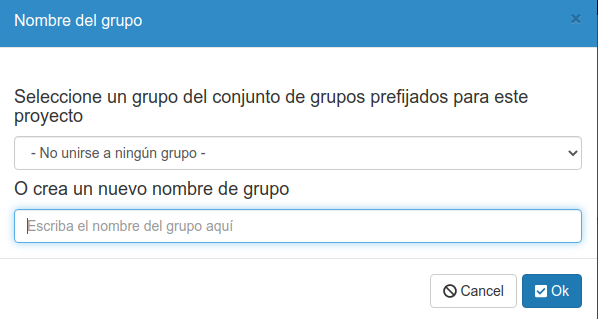 Nombre del grupo
×
Seleccione un grupo del conjunto de grupos prefijados para este
proyecto
- No unirse a ningún grupo -
O crea un nuevo nombre de grupo
Escriba el nombre del grupo aquí
Cancel
Ok